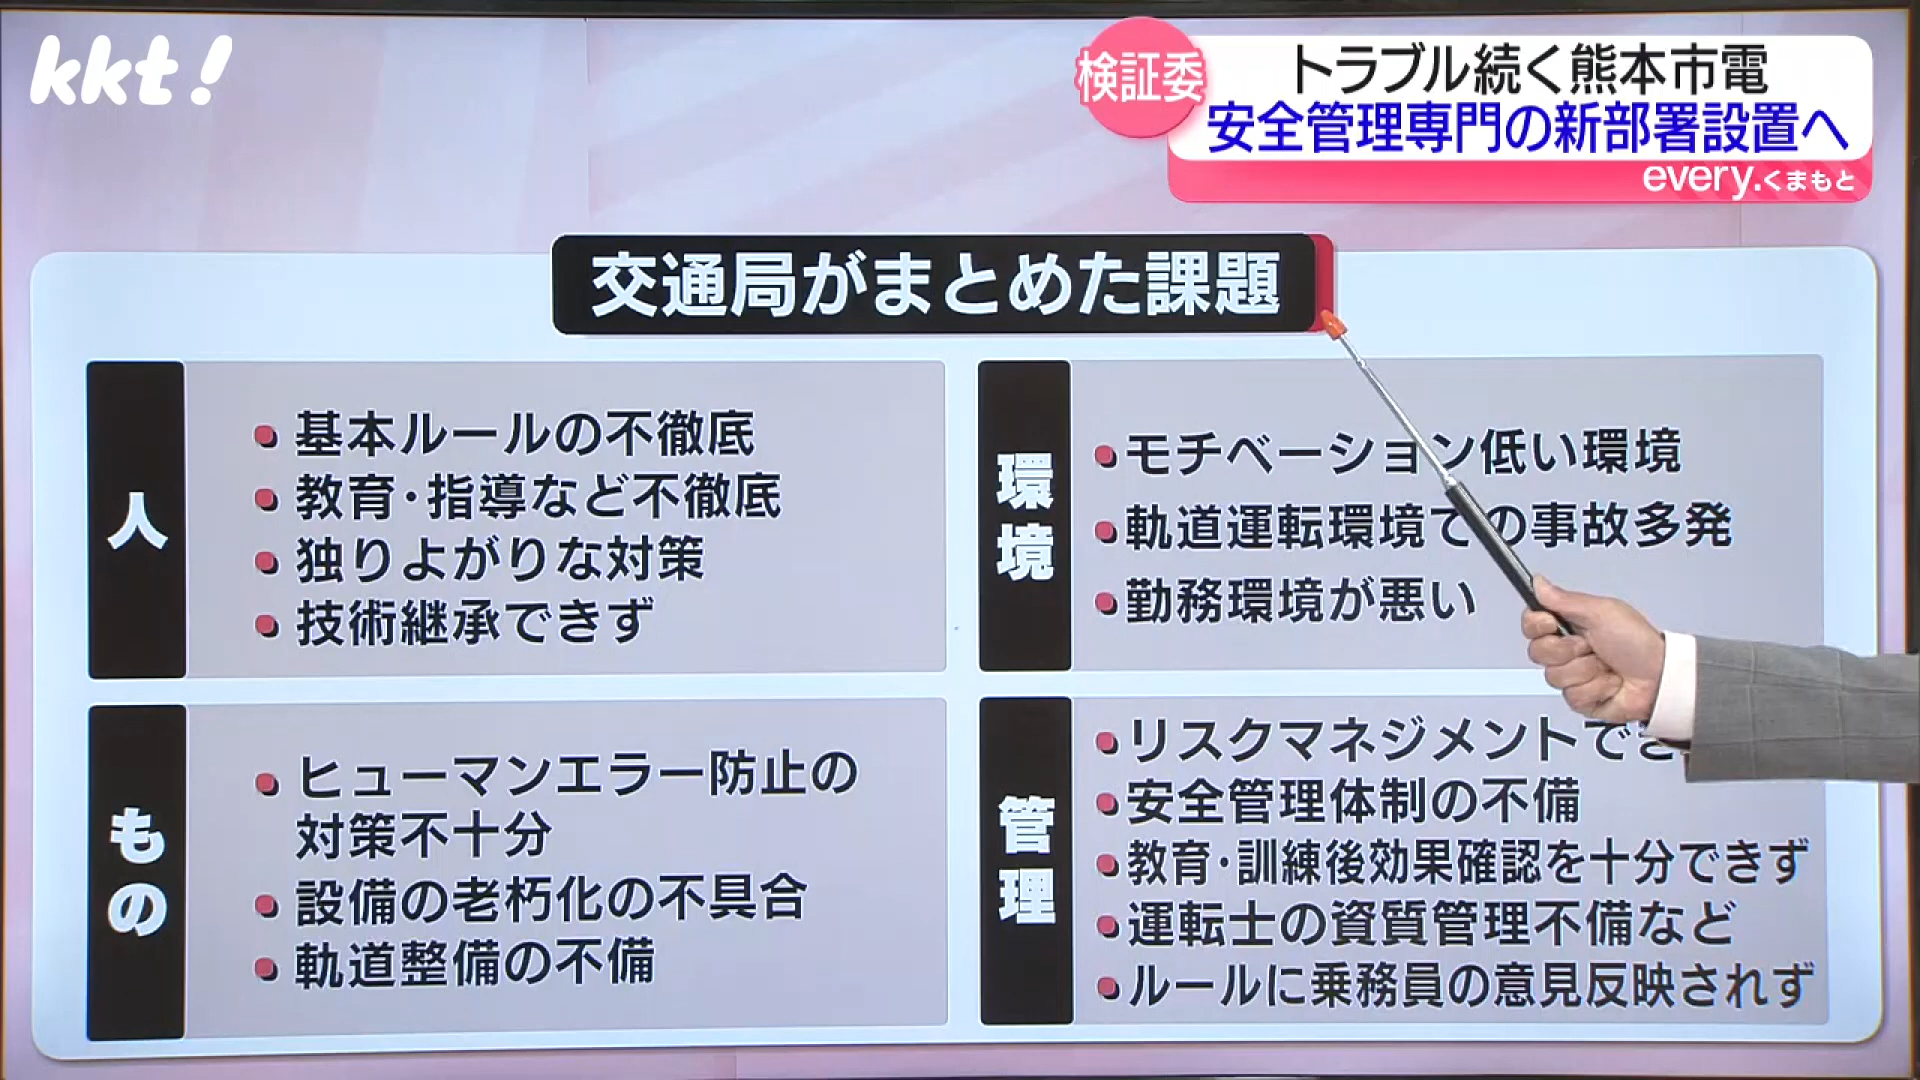 kkt!
検証委
トラブル続く熊本市電
安全管理専門の新部署設置へ
every.くまもと
交通局がまとめた課題
人
基本ルールの不徹底
教育・指導など不徹底
独りよがりな対策
技術継承できず
環境
モチベーション低い環境
軌道運転環境での事故多発
勤務環境が悪い
もの
ヒューマンエラー防止の
対策不十分
設備の老朽化の不具合
軌道整備の不備
管理
リスクマネジメントでき
安全管理体制の不備
教育・訓練後効果確認を十分できず
運転士の資質管理不備など
ルールに乗務員の意見反映されず